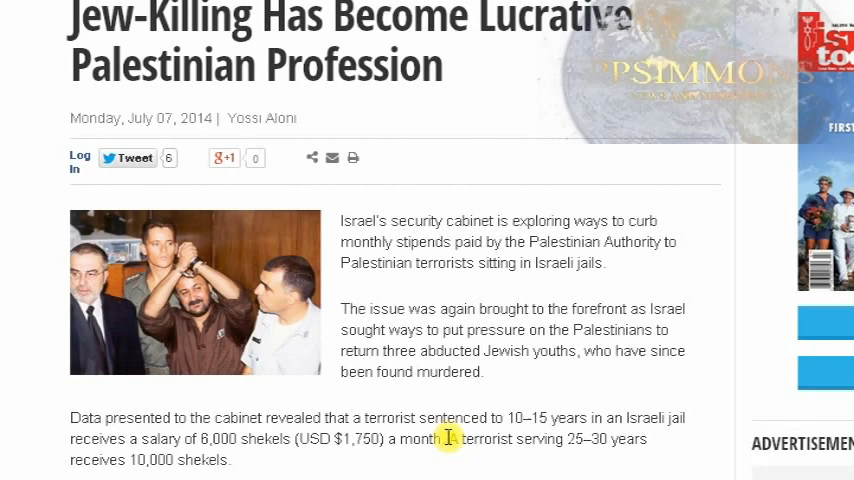 Jew-Killing Has Become Lucrative
Palestinian Profession
PSIMMONS
Monday, July 07, 2014 | Yossi Aloni
Log In
Tweet 6
g+1 0
FIRST
Israel's security cabinet is exploring ways to curb
monthly stipends paid by the Palestinian Authority to
Palestinian terrorists sitting in Israeli jails.
The issue was again brought to the forefront as Israel
sought ways to put pressure on the Palestinians to
return three abducted Jewish youths, who have since
been found murdered.
Data presented to the cabinet revealed that a terrorist sentenced to 10–15 years in an Israeli jail
receives a salary of 6,000 shekels (USD $1,750) a month. A terrorist serving 25–30 years
receives 10,000 shekels.
ADVERTISEMEN